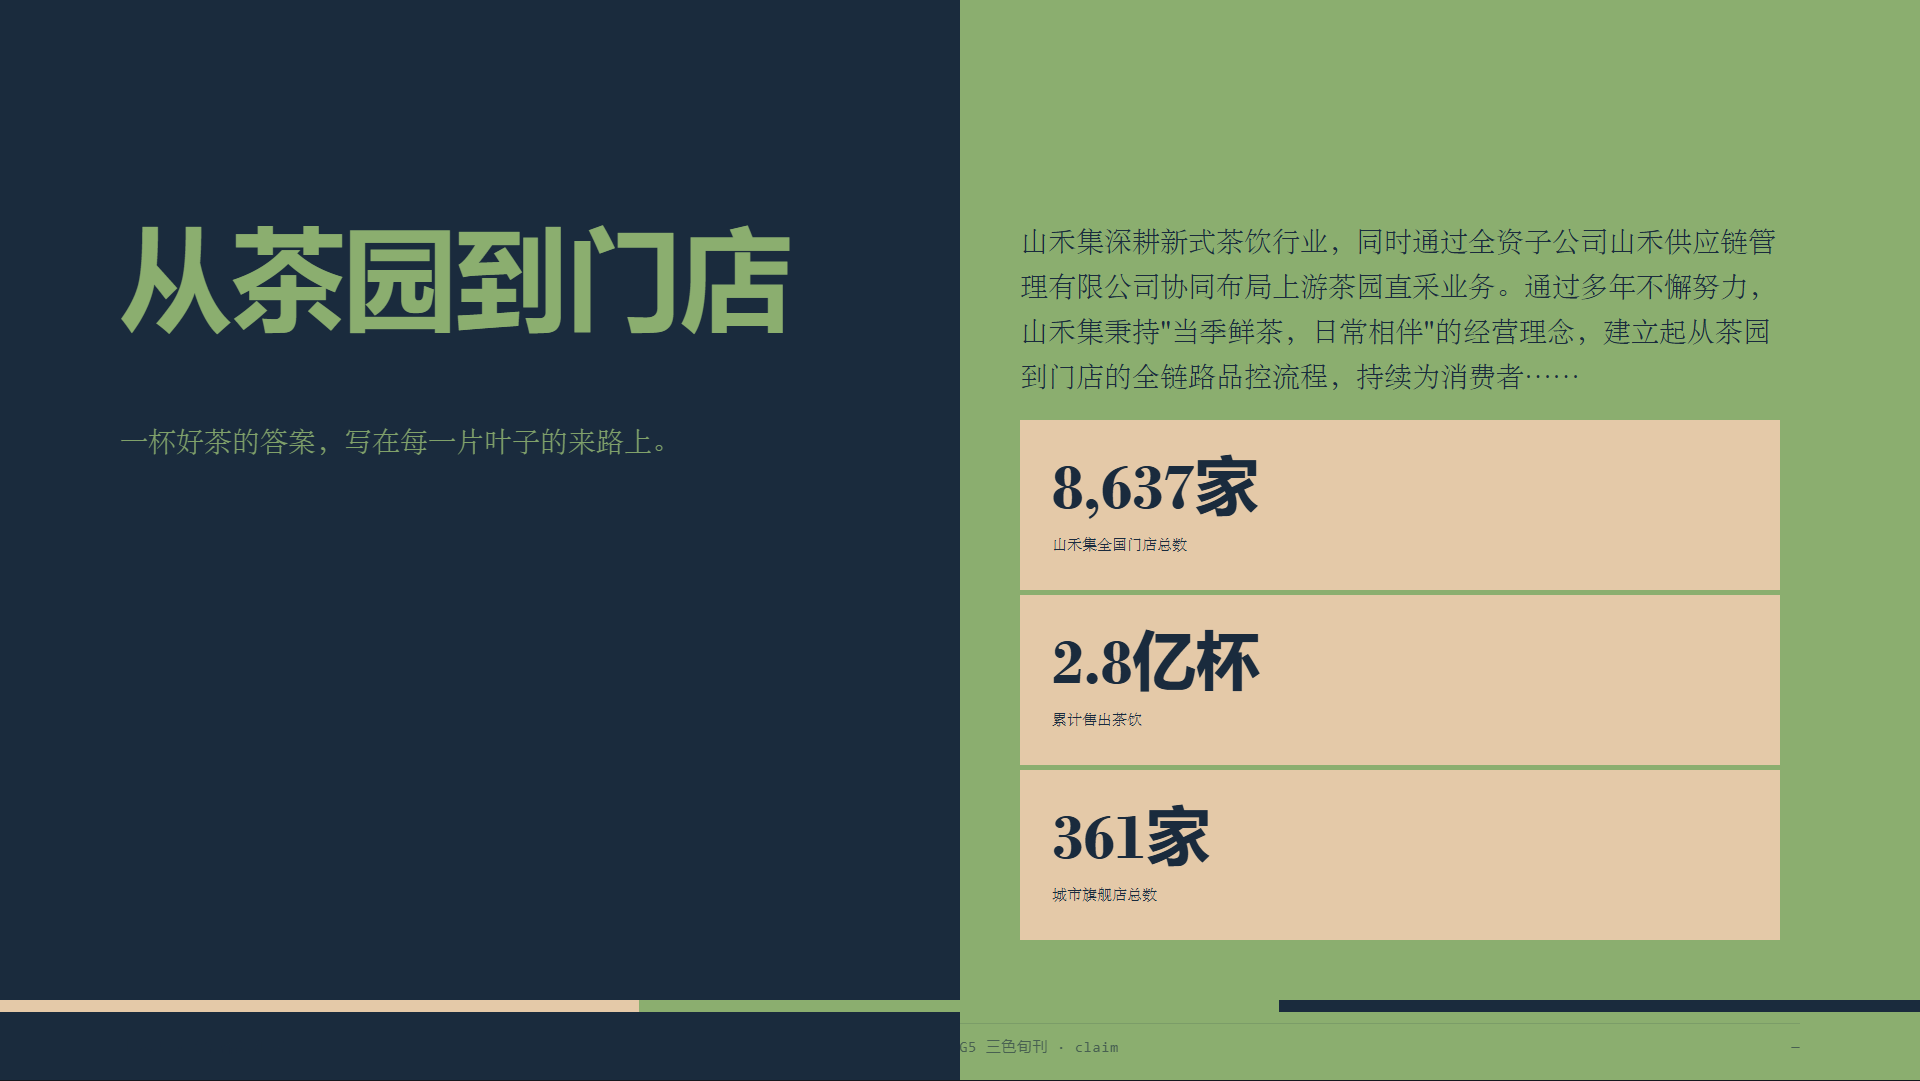 从茶园到门店
一杯好茶的答案，写在每一片叶子的来路上。
山禾集深耕新式茶饮行业，同时通过全资子公司山禾供应链管
理有限公司协同布局上游茶园直采业务。通过多年不懈努力，
山禾集秉持"当季鲜茶，日常相伴"的经营理念，建立起从茶园
到门店的全链路品控流程，持续为消费者……
8,637家
山禾集全国门店总数
2.8亿杯
累计售出茶饮
361家
城市旗舰店总数
G5 三色旬刊 · claim
—